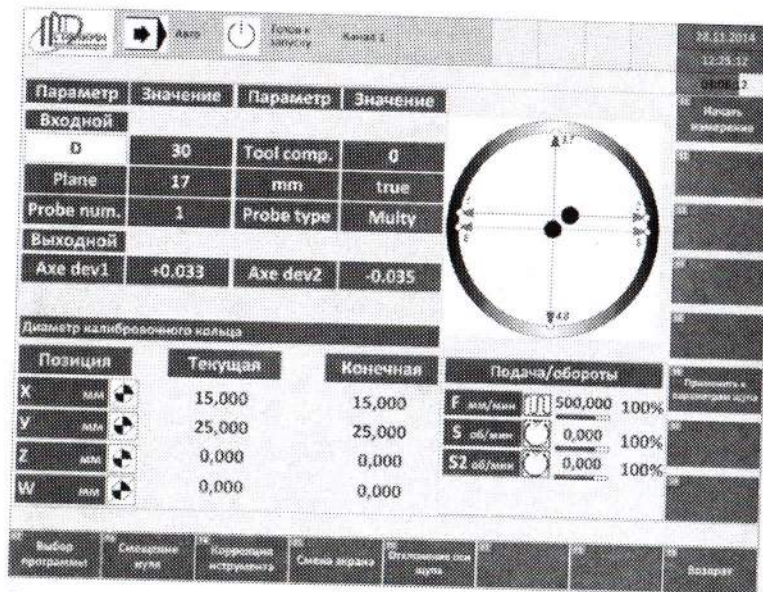 Авто
Готов к запуску
Канал 1
28.11.2014
12:25:12
Параметр Значение Параметр Значение
Входной
D 30 Tool comp. 0
Plane 17 mm true
Probe num. 1 Probe type Multy
Выходной
Axe dev1 +0.033 Axe dev2 -0.035
Диаметр калибровочного кольца
Позиция Текущая Конечная
X мм 15,000 15,000
Y мм 25,000 25,000
Z мм 0,000 0,000
W мм 0,000 0,000
Подача/обороты
F мм/мин 500,000 100%
S об/мин 0,000 100%
S2 об/мин 0,000 100%
Начать измерение
Применить к параметрам щупа
Выбор программы
Смещение нуля
Коррекция инструмента
Смена экрана
Отклонение оси щупа
Возврат